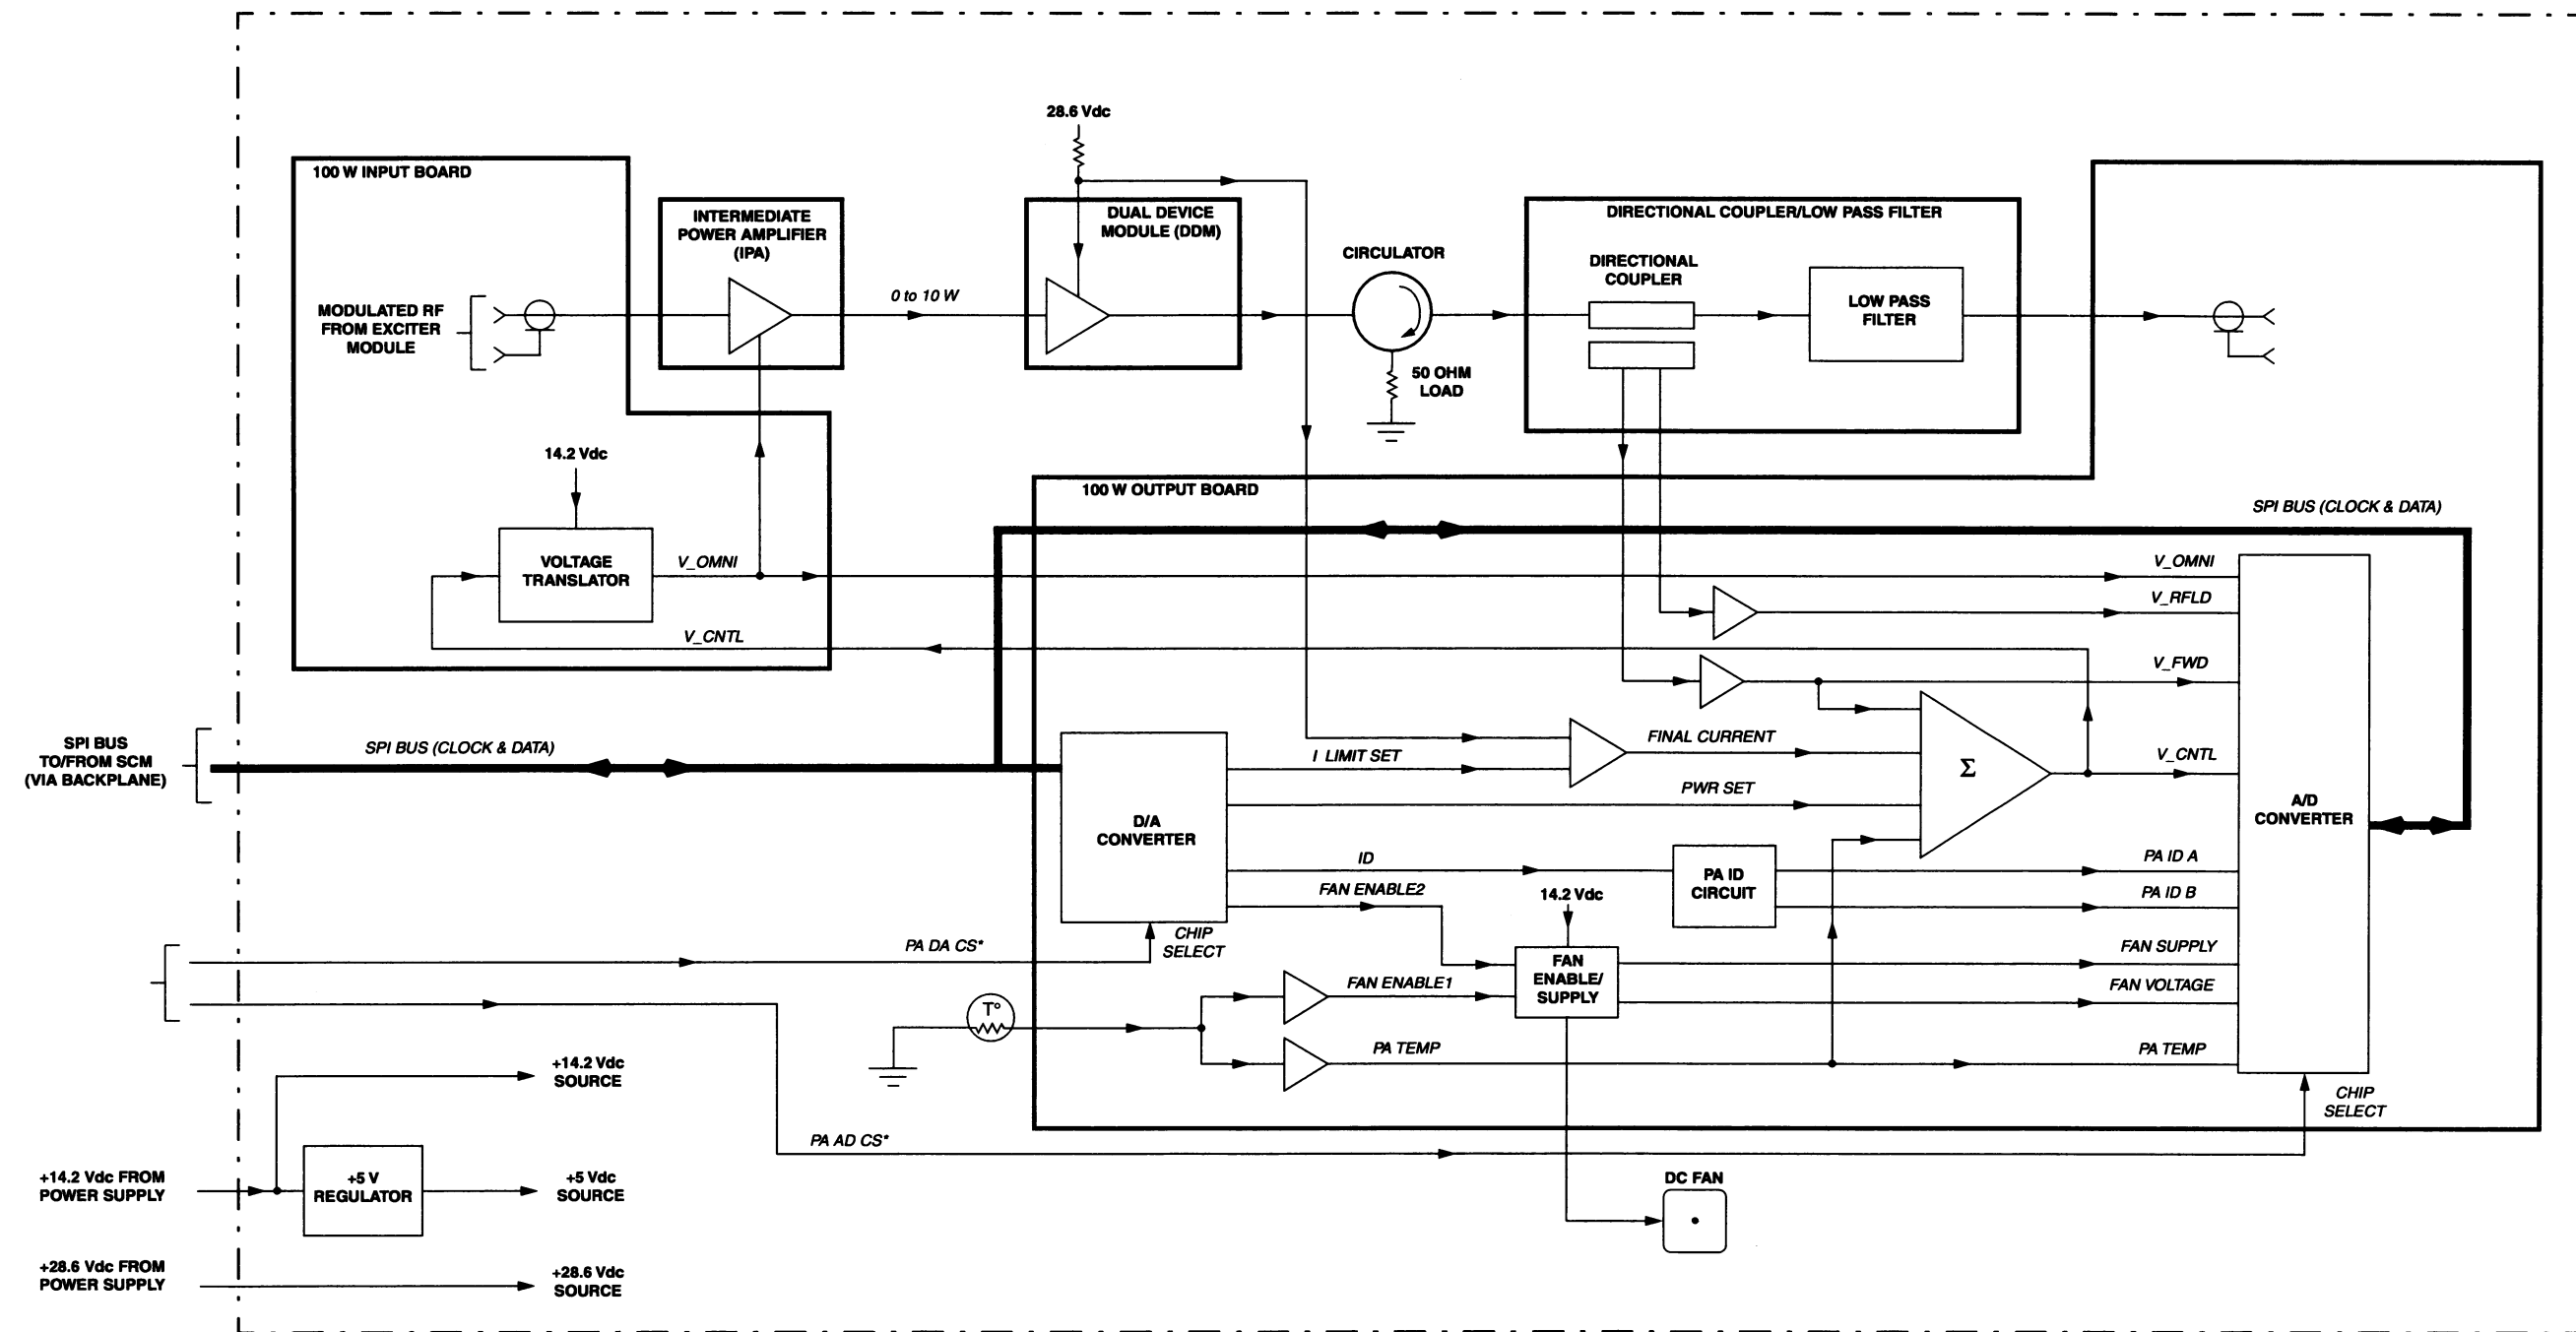 28.6 Vdc
100 W INPUT BOARD
INTERMEDIATE
POWER AMPLIFIER
(IPA)
DUAL DEVICE
MODULE (DDM)
DIRECTIONAL COUPLER/LOW PASS FILTER
CIRCULATOR
DIRECTIONAL
COUPLER
MODULATED RF
FROM EXCITER
MODULE
0 to 10 W
LOW PASS
FILTER
50 OHM
LOAD
14.2 Vdc
100 W OUTPUT BOARD
SPI BUS (CLOCK & DATA)
VOLTAGE
TRANSLATOR
V_OMNI
V_OMNI
V_RFLD
V_CNTL
V_FWD
SPI BUS
TO/FROM SCM
(VIA BACKPLANE)
SPI BUS (CLOCK & DATA)
I LIMIT SET
FINAL CURRENT
Σ
V_CNTL
PWR SET
D/A
CONVERTER
A/D
CONVERTER
ID
PA ID
CIRCUIT
PA ID A
FAN ENABLE2
14.2 Vdc
PA ID B
CHIP
SELECT
PA DA CS*
FAN
ENABLE/
SUPPLY
FAN SUPPLY
FAN ENABLE1
FAN VOLTAGE
T°
PA TEMP
PA TEMP
+14.2 Vdc
SOURCE
CHIP
SELECT
PA AD CS*
+14.2 Vdc FROM
POWER SUPPLY
+5 V
REGULATOR
+5 Vdc
SOURCE
DC FAN
+28.6 Vdc FROM
POWER SUPPLY
+28.6 Vdc
SOURCE